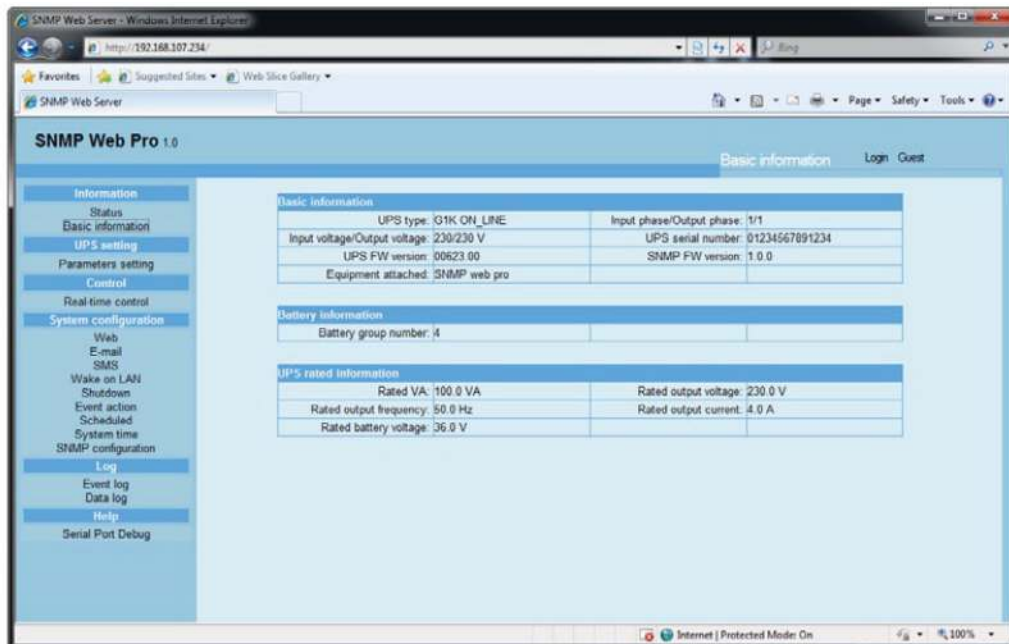 SNMP Web Server - Windows Internet Explorer
http://192.168.107.234/
Bing
Favorites Suggested Sites Web Slice Gallery
SNMP Web Server
Page Safety Tools
SNMP Web Pro 1.0
Basic information Login Guest
Information
Status
Basic information
UPS setting
Parameters setting
Control
Real-time control
System configuration
Web
E-mail
SMS
Wake on LAN
Shutdown
Event action
Scheduled
System time
SNMP configuration
Log
Event log
Data log
Help
Serial Port Debug
Basic information
UPS type: G1K ON_LINE Input phase/Output phase: 1/1
Input voltage/Output voltage: 230/230 V UPS serial number: 01234567891234
UPS FW version: 00623.00 SNMP FW version: 1.0.0
Equipment attached: SNMP web pro
Battery information
Battery group number: 4
UPS rated information
Rated VA: 100.0 VA Rated output voltage: 230.0 V
Rated output frequency: 50.0 Hz Rated output current: 4.0 A
Rated battery voltage: 36.0 V
Internet | Protected Mode: On 100%